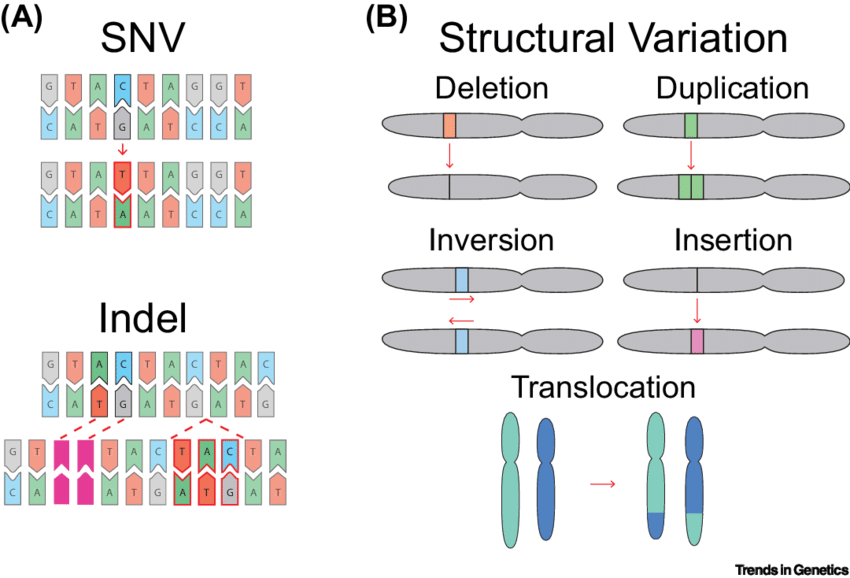 (A)
SNV
G T A C T A G G T
C A T G A T C C A
G T A T T A G G T
C A T A A T C C A
Indel
G T A C T A C T A C
C A T G A T G A T G
G T T A C T A C T A
C A A T G A T G A T
(B)
Structural Variation
Deletion Duplication
Inversion Insertion
Translocation
Trends in Genetics